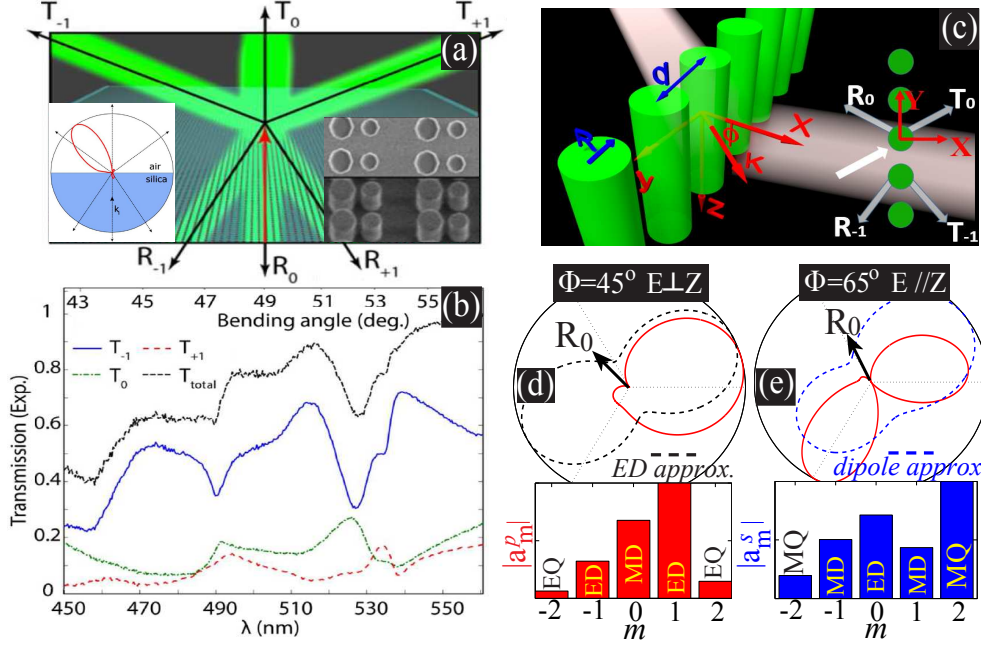 T-1
T0
T+1
(a)
air
silica
ki
R-1
R0
R+1
43 45 47 49 51 53 55
Bending angle (deg.)
(b)
T-1
T+1
T0
Ttotal
Transmission (Exp.)
1
0.8
0.6
0.4
0.2
0
450 470 490 510 530 550
λ (nm)
(c)
d
R
y
z
k
ϕ
x
R0
Y
T0
X
R-1
T-1
Φ=45° E⊥Z
R0
(d)
ED approx.
|a^p_m|
EQ
ED
MD
ED
EQ
-2 -1 0 1 2
m
Φ=65° E //Z
R0
(e)
dipole approx.
|a^s_m|
MQ
MD
ED
MD
MQ
-2 -1 0 1 2
m